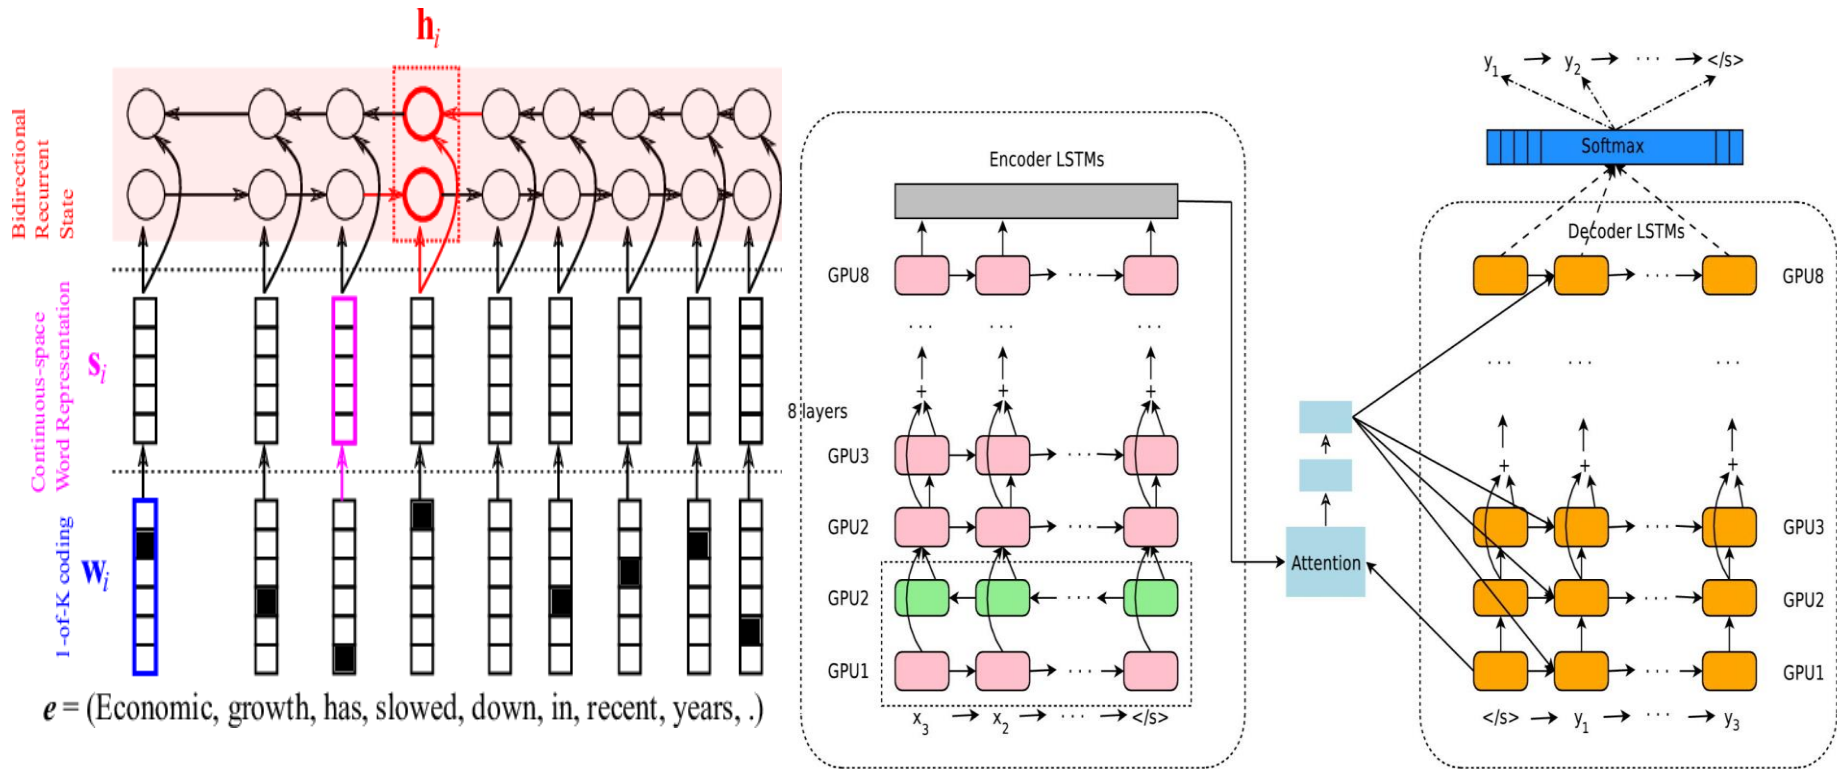 h_i
Bidirectional
Recurrent
State
Continuous-space
Word Representation
s_i
1-of-K coding
w_i
e = (Economic, growth, has, slowed, down, in, recent, years, .)
Encoder LSTMs
GPU8
... ... ... ...
8 layers
+ + +
GPU3
...
GPU2
...
GPU2
...
GPU1
...
x_3 x_2 ... </s>
Attention
y_1 y_2 ... </s>
Softmax
Decoder LSTMs
... GPU8
... ... ...
+ + +
... GPU3
... GPU2
... GPU1
</s> y_1 ... y_3